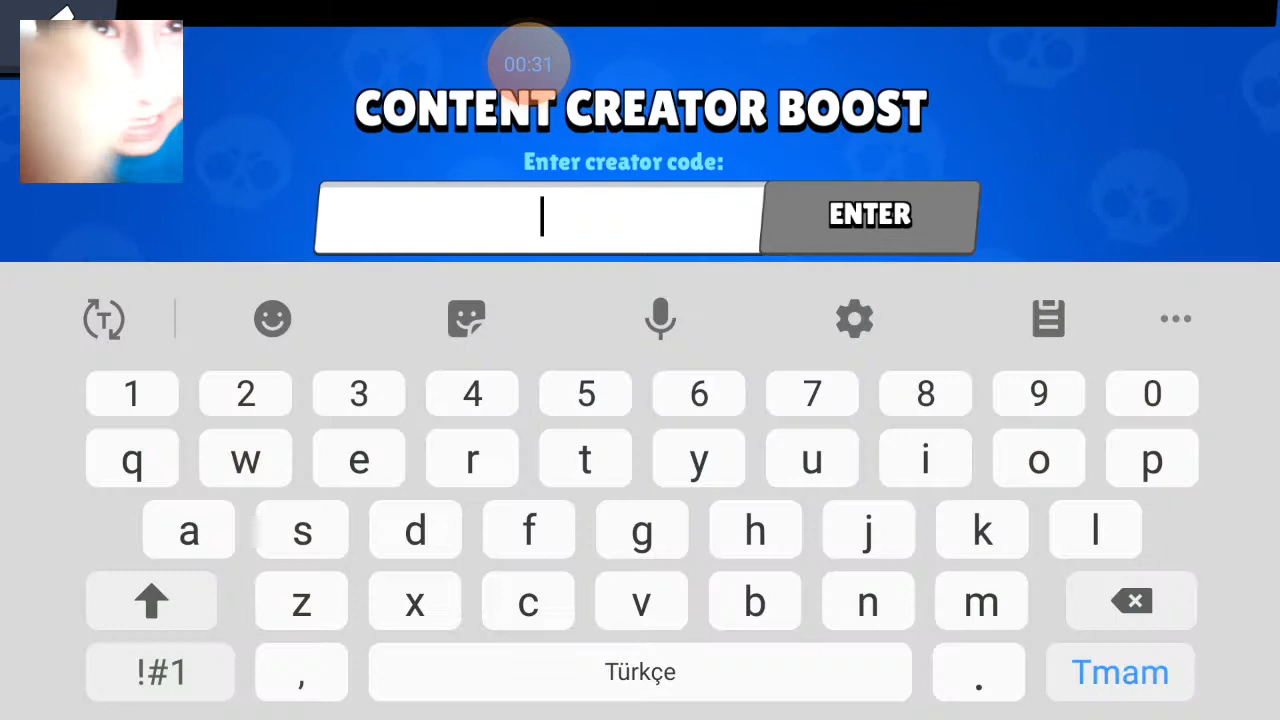 00:31
CONTENT CREATOR BOOST
Enter creator code:
ENTER
T
1 2 3 4 5 6 7 8 9 0
q w e r t y u i o p
a s d f g h j k l
z x c v b n m
!#1 , Türkçe . Tmam